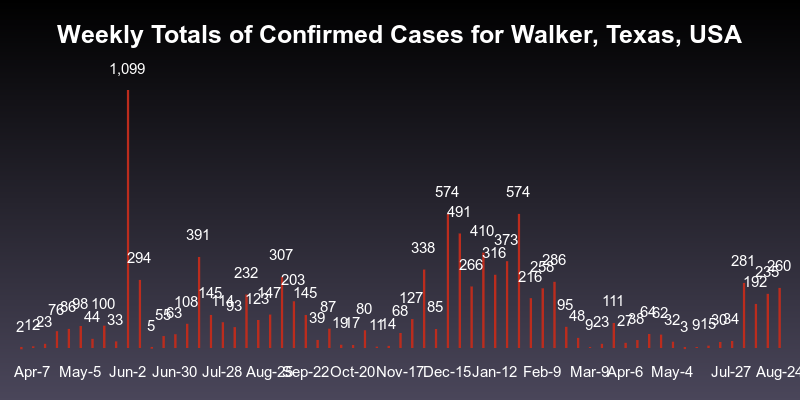 Weekly Totals of Confirmed Cases for Walker, Texas, USA
2 12 23 76 86 98 44 100 33 1,099 294 5 55 63 108 391 145 114 93 232 123 147 307 203 145 39 87 19 17 80 11 14 68 127 338 85 574 491 266 410 316 373 574 216 258 286 95 48 9 23 111 27 38 64 62 32 3 9 15 30 34 281 192 235 260
Apr-7 May-5 Jun-2 Jun-30 Jul-28 Aug-25 Sep-22 Oct-20 Nov-17 Dec-15 Jan-12 Feb-9 Mar-9 Apr-6 May-4 Jul-27 Aug-24